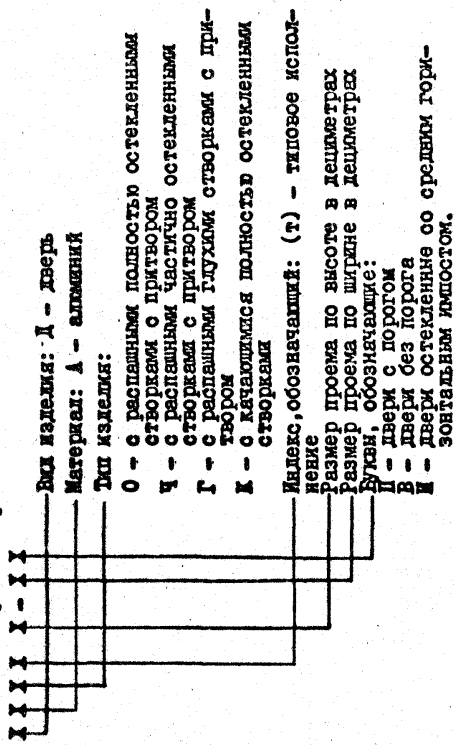 Х Х Х Х Х - Х Х
Вид изделия: Д - дверь
Материал: А - алюминий
Тип изделия:
О - с распашными полностью остекленными
створками с притвором
Ч - с распашными частично остекленными
створками с притвором
Г - с распашными глухими створками с при-
твором
К - с качающимися полностью остекленными
створками
Индекс,обозначающий: (т) - типовое испол-
нение
Размер проема по высоте в дециметрах
Размер проема по ширине в дециметрах
Буквы, обозначающие:
П - двери с порогом
В - двери без порога
И - двери остекленные со средним гори-
зонтальным импостом.